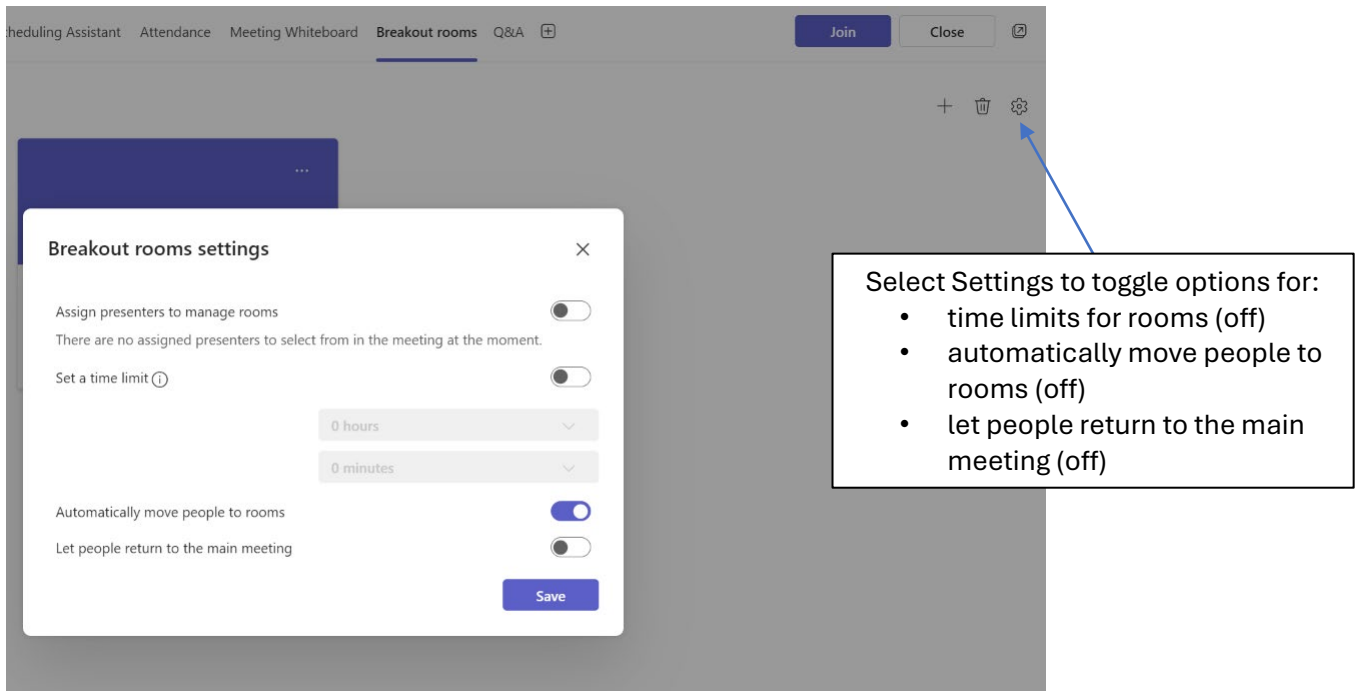 cheduling Assistant Attendance Meeting Whiteboard Breakout rooms Q&A Join Close
...
Breakout rooms settings
Assign presenters to manage rooms
There are no assigned presenters to select from in the meeting at the moment.
Set a time limit
0 hours
0 minutes
Automatically move people to rooms
Let people return to the main meeting
Save
Select Settings to toggle options for:
• time limits for rooms (off)
• automatically move people to
rooms (off)
• let people return to the main
meeting (off)